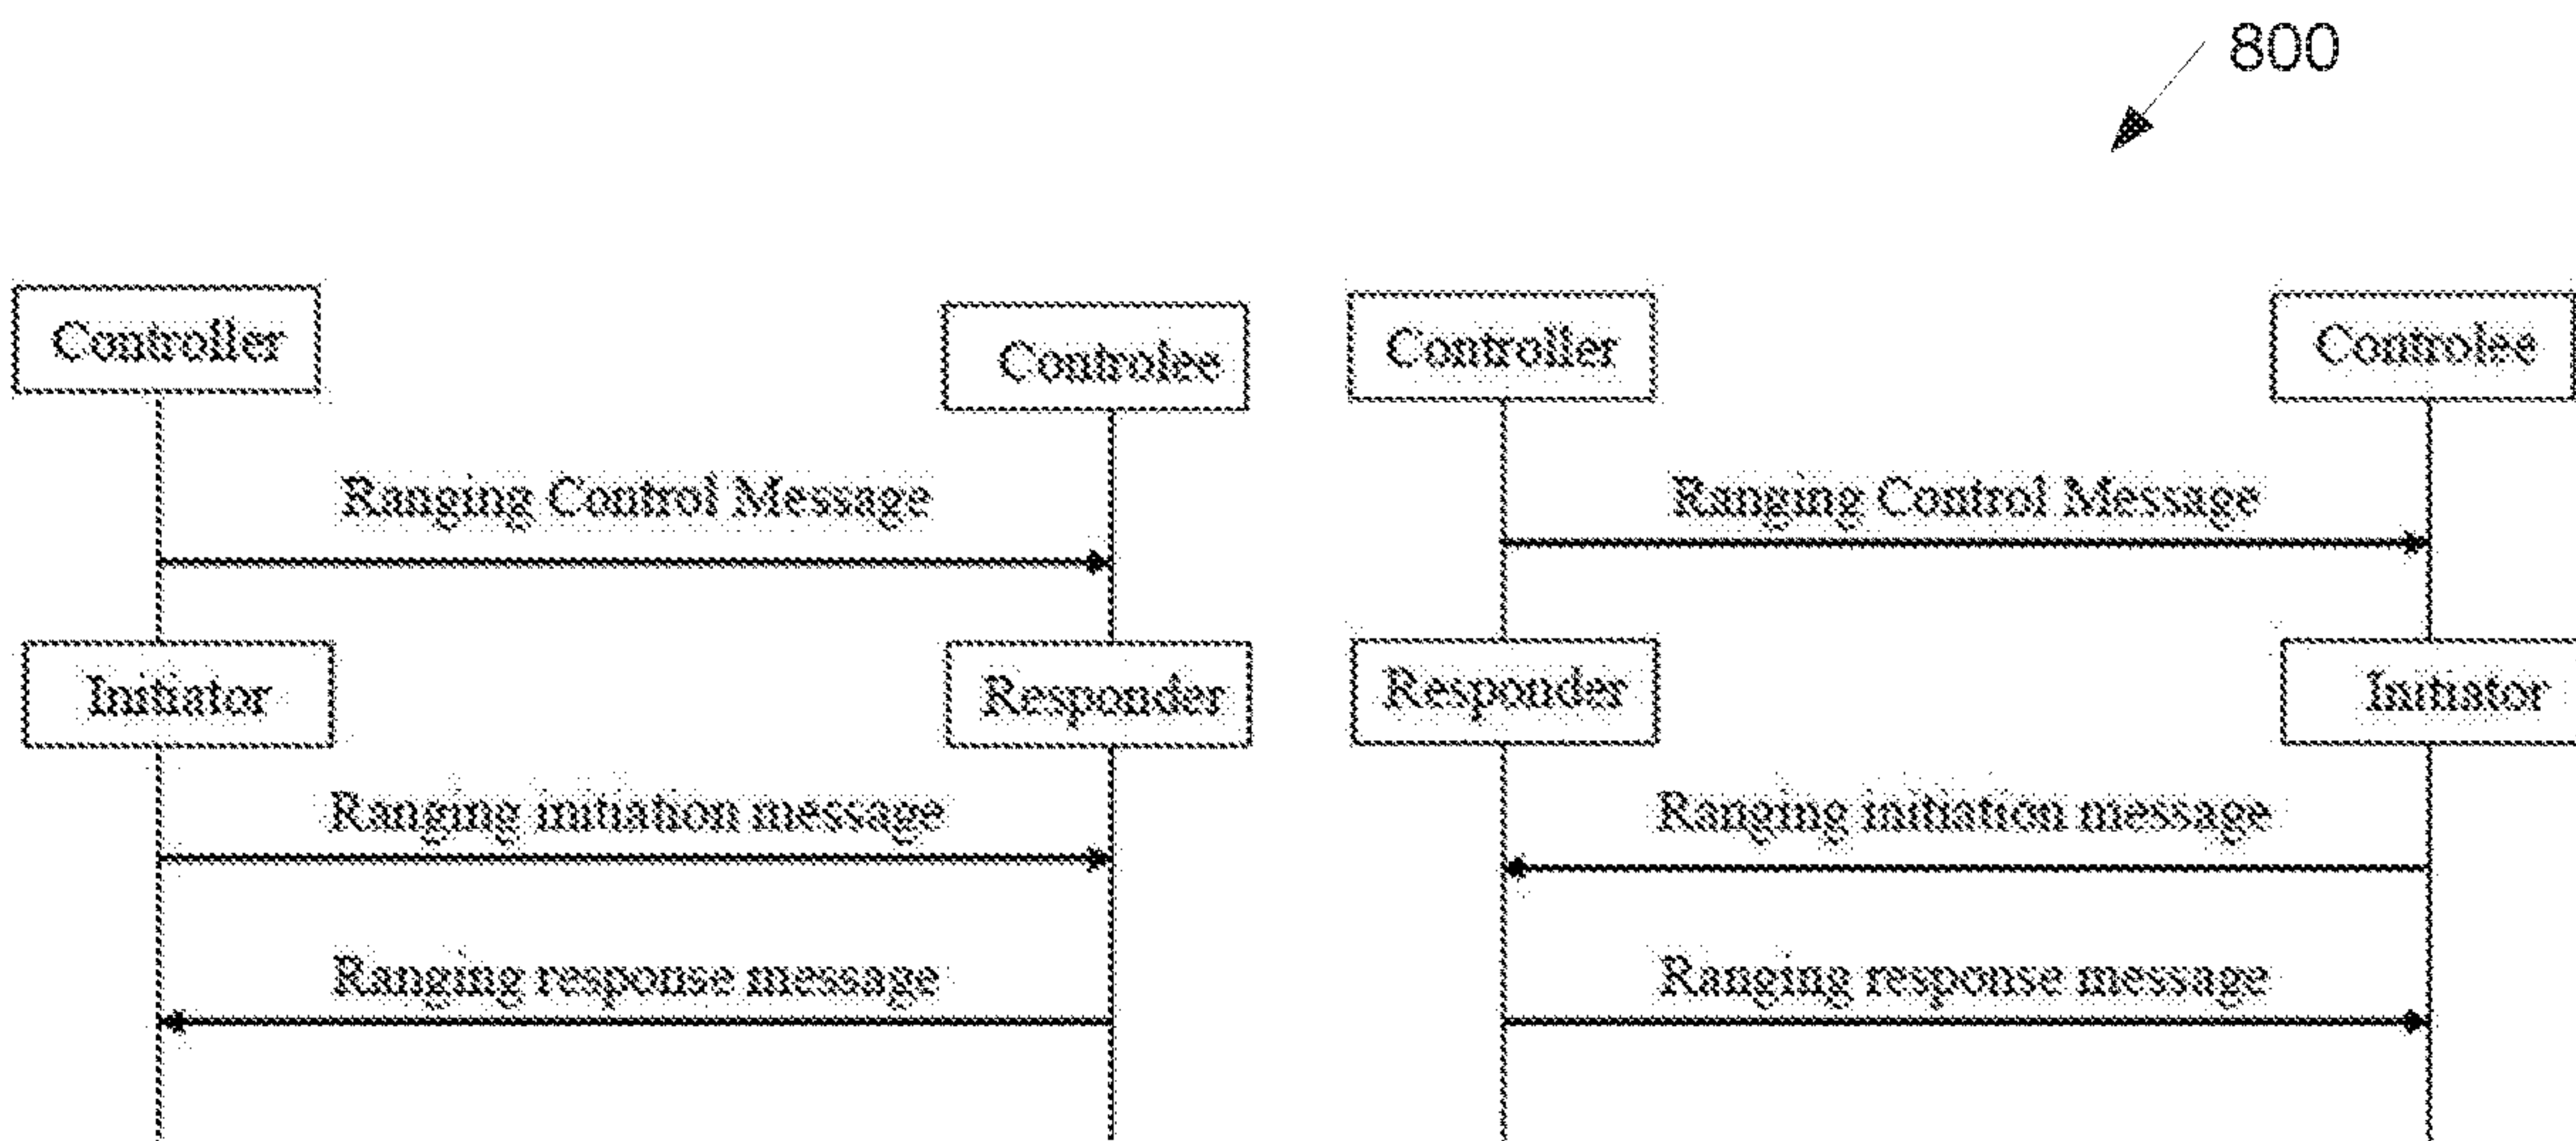 800
Controller
Controlee
Ranging Control Message
Initiator
Responder
Ranging initiation message
Ranging response message
Controller
Controlee
Ranging Control Message
Responder
Initiator
Ranging initiation message
Ranging response message